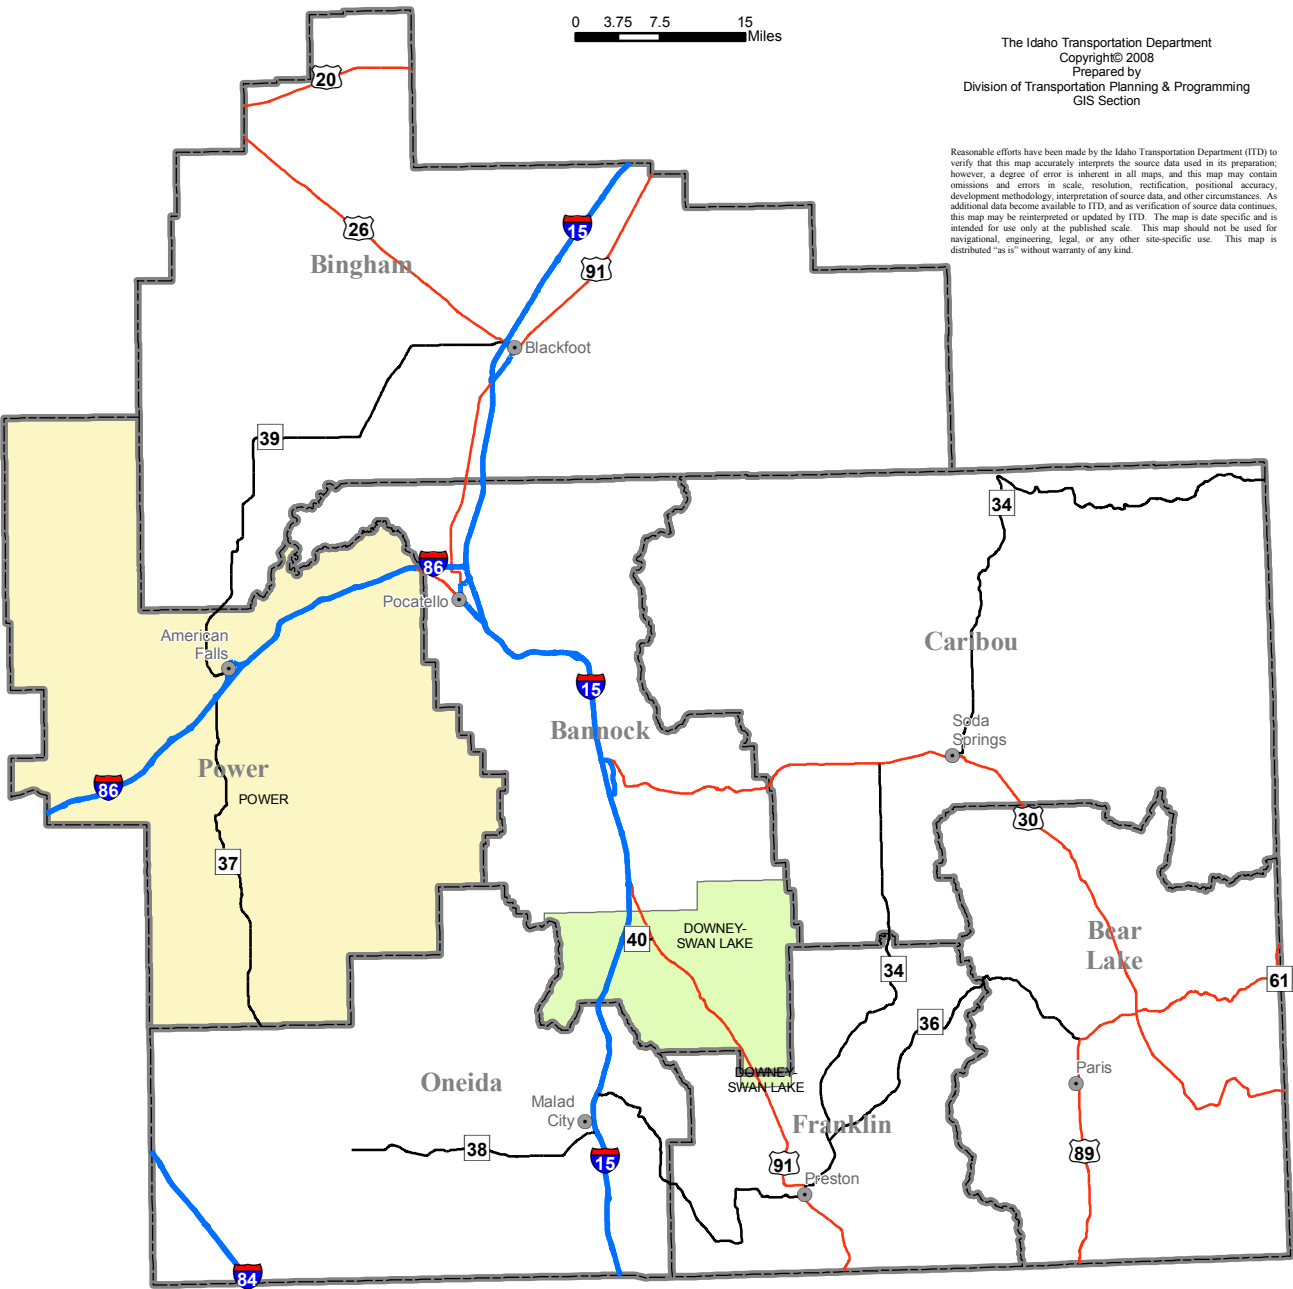 0 3.75 7.5 15
Miles
The Idaho Transportation Department
Copyright© 2008
Prepared by
Division of Transportation Planning & Programming
GIS Section
Reasonable efforts have been made by the Idaho Transportation Department (ITD) to
verify that this map accurately interprets the source data used in its preparation;
however, a degree of error is inherent in all maps, and this map may contain
omissions and errors in scale, resolution, rectification, positional accuracy,
development methodology, interpretation of source data, and other circumstances. As
additional data become available to ITD, and as verification of source data continues,
this map may be reinterpreted or updated by ITD. The map is date specific and is
intended for use only at the published scale. This map should not be used for
navigational, engineering, legal, or any other site-specific use. This map is
distributed “as is” without warranty of any kind.
20
26
15
Bingham
91
Blackfoot
39
34
86
Pocatello
American
Falls
Caribou
15
Bannock
Soda
Springs
Power
86
POWER
30
37
DOWNEY-
SWAN LAKE
40
Bear
Lake
34
61
36
Oneida
DOWNEY-
SWAN LAKE
Paris
Malad
City
Franklin
38
15
91
89
Preston
84